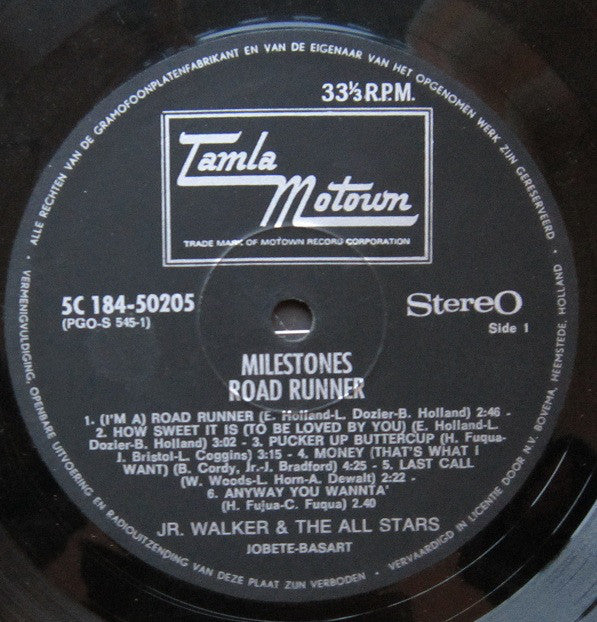 ALLE RECHTEN VAN DE GRAMOFOONPLATENFABRIKANT EN VAN DE EIGENAAR VAN HET OPGENOMEN WERK ZIJN GERESERVEERD
33⅓ R.P.M.
Tamla
Motown
TRADE MARK OF MOTOWN RECORD CORPORATION
5C 184-50205
(PGO-S 545-1)
StereO
Side 1
MILESTONES
ROAD RUNNER
1. (I'M A) ROAD RUNNER (E. Holland-L. Dozier-B. Holland) 2:46 -
2. HOW SWEET IT IS (TO BE LOVED BY YOU) (E. Holland-L.
Dozier-B. Holland) 3:02 - 3. PUCKER UP BUTTERCUP (H. Fuqua-
J. Bristol-L. Coggins) 3:15 - 4. MONEY (THAT'S WHAT I
WANT) (B. Cordy, Jr.-J. Bradford) 4:25 - 5. LAST CALL
(W. Woods-L. Horn-A. Dewalt) 2:22 -
6. ANYWAY YOU WANNTA'
(H. Fujua-C. Fuqua) 2.40
JR. WALKER & THE ALL STARS
JOBETE-BASART
VERMENIGVULDIGING, OPENBARE UITVOERING EN RADIOUITZENDING VAN DEZE PLAAT ZIJN VERBODEN • VERVAARDIGD IN LICENTIE DOOR N.V. BOVEMA, HEEMSTEDE, HOLLAND